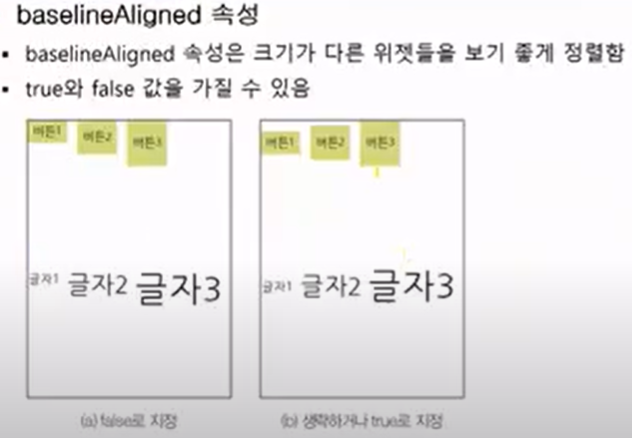 baselineAligned 속성
▪ baselineAligned 속성은 크기가 다른 위젯들을 보기 좋게 정렬함
▪ true와 false 값을 가질 수 있음
버튼1 버튼2 버튼3
글자1 글자2 글자3
(a) false로 지정
버튼1 버튼2 버튼3
글자1 글자2 글자3
(b) 생략하거나 true로 지정